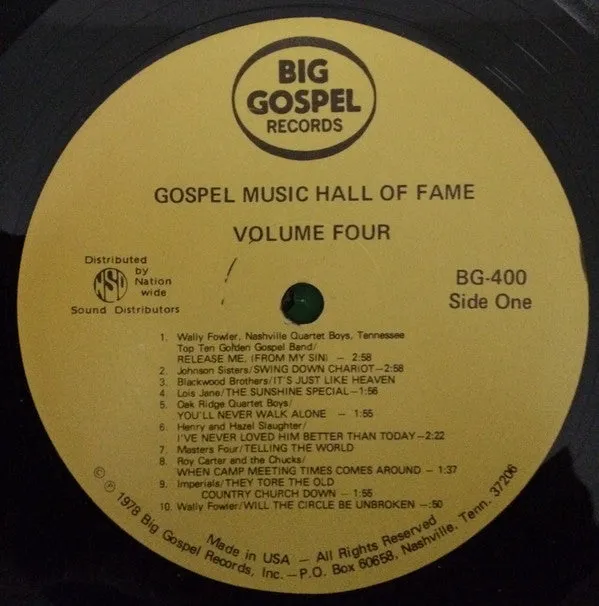 BIG
GOSPEL
RECORDS
GOSPEL MUSIC HALL OF FAME
VOLUME FOUR
Distributed
by
NSD
Nation
wide
Sound Distributors
BG-400
Side One
1. Wally Fowler, Nashville Quartet Boys, Tennessee
Top Ten Golden Gospel Band/
RELEASE ME, (FROM MY SIN) — 2:58
2. Johnson Sisters/SWING DOWN CHARIOT—2:58
3. Blackwood Brothers/IT'S JUST LIKE HEAVEN
4. Lois Jane/THE SUNSHINE SPECIAL—1:56
5. Oak Ridge Quartet Boys/
YOU'LL NEVER WALK ALONE — 1:55
6. Henry and Hazel Slaughter/
I'VE NEVER LOVED HIM BETTER THAN TODAY—2:22
7. Masters Four/TELLING THE WORLD
8. Roy Carter and the Chucks/
WHEN CAMP MEETING TIMES COMES AROUND — 1:37
9. Imperials/THEY TORE THE OLD
COUNTRY CHURCH DOWN — 1:55
10. Wally Fowler/WILL THE CIRCLE BE UNBROKEN —:50
Made in USA — All Rights Reserved
© ℗ 1978 Big Gospel Records, Inc. — P.O. Box 60658, Nashville, Tenn. 37206